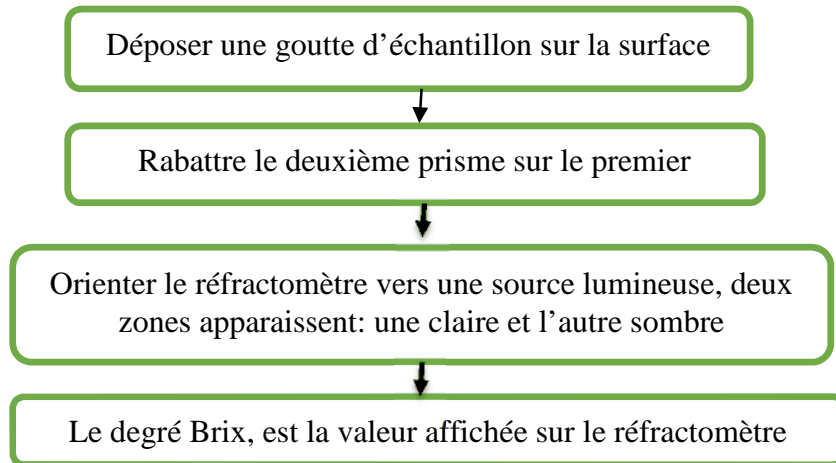 Déposer une goutte d’échantillon sur la surface
Rabattre le deuxième prisme sur le premier
Orienter le réfractomètre vers une source lumineuse, deux
zones apparaissent: une claire et l’autre sombre
Le degré Brix, est la valeur affichée sur le réfractomètre